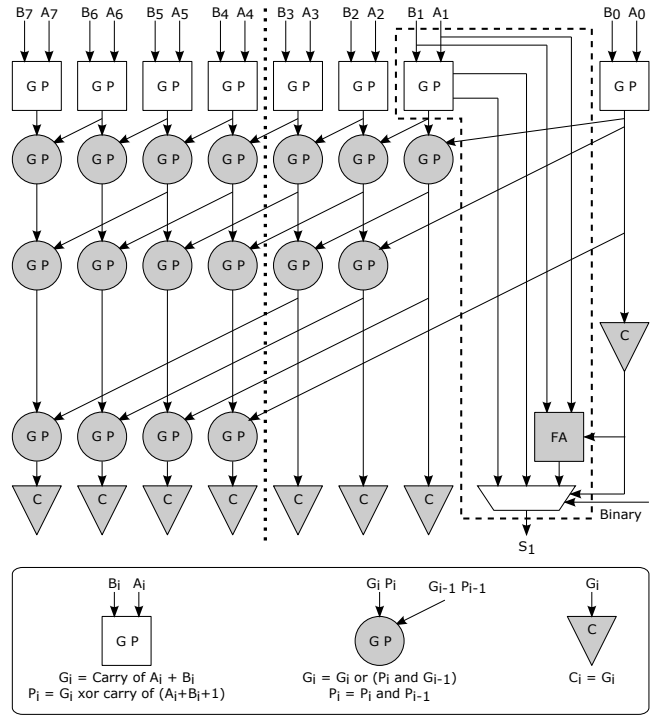 B7 A7 B6 A6 B5 A5 B4 A4 B3 A3 B2 A2 B1 A1 B0 A0
G P G P G P G P G P G P G P G P
G P G P G P G P G P G P G P
G P G P G P G P G P G P
C
G P G P G P G P FA
C C C C C C C
Binary
S1
Bi Ai Gi Pi Gi-1 Pi-1 Gi
G P G P C
Gi = Carry of Ai + Bi
Pi = Gi xor carry of (Ai+Bi+1)
Gi = Gi or (Pi and Gi-1)
Pi = Pi and Pi-1
Ci = Gi